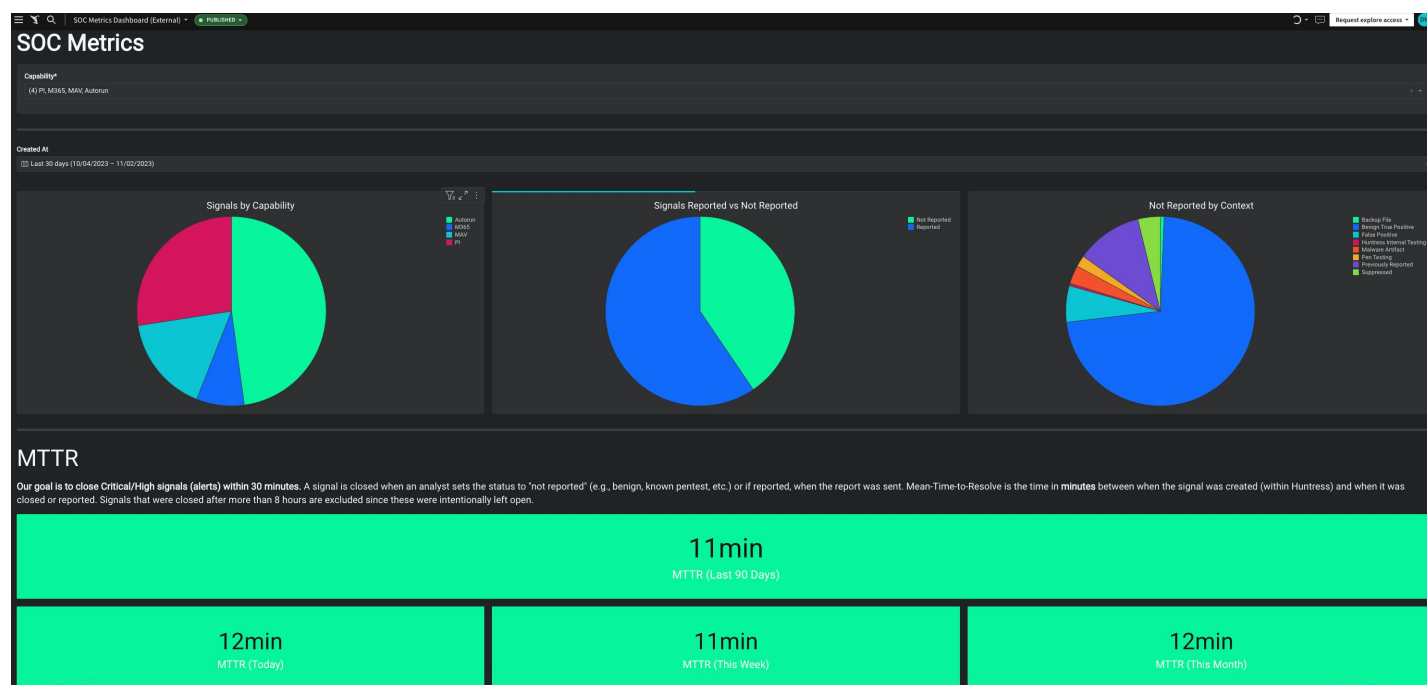 SOC Metrics Dashboard (External)
PUBLISHED
Request explore access
SOC Metrics
Capability*
(4) PI, M365, MAV, Autorun
Created At
Last 30 days (10/04/2023 – 11/02/2023)
Signals by Capability
Autorun
M365
MAV
PI
Signals Reported vs Not Reported
Not Reported
Reported
Not Reported by Context
Backup File
Benign True Positive
False Positive
Huntress Internal Testing
Malware Artifact
Pen Testing
Previously Reported
Suppressed
MTTR
Our goal is to close Critical/High signals (alerts) within 30 minutes. A signal is closed when an analyst sets the status to "not reported" (e.g., benign, known pentest, etc.) or if reported, when the report was sent. Mean-Time-to-Resolve is the time in minutes between when the signal was created (within Huntress) and when it was
closed or reported. Signals that were closed after more than 8 hours are excluded since these were intentionally left open.
11min
MTTR (Last 90 Days)
12min
MTTR (Today)
11min
MTTR (This Week)
12min
MTTR (This Month)